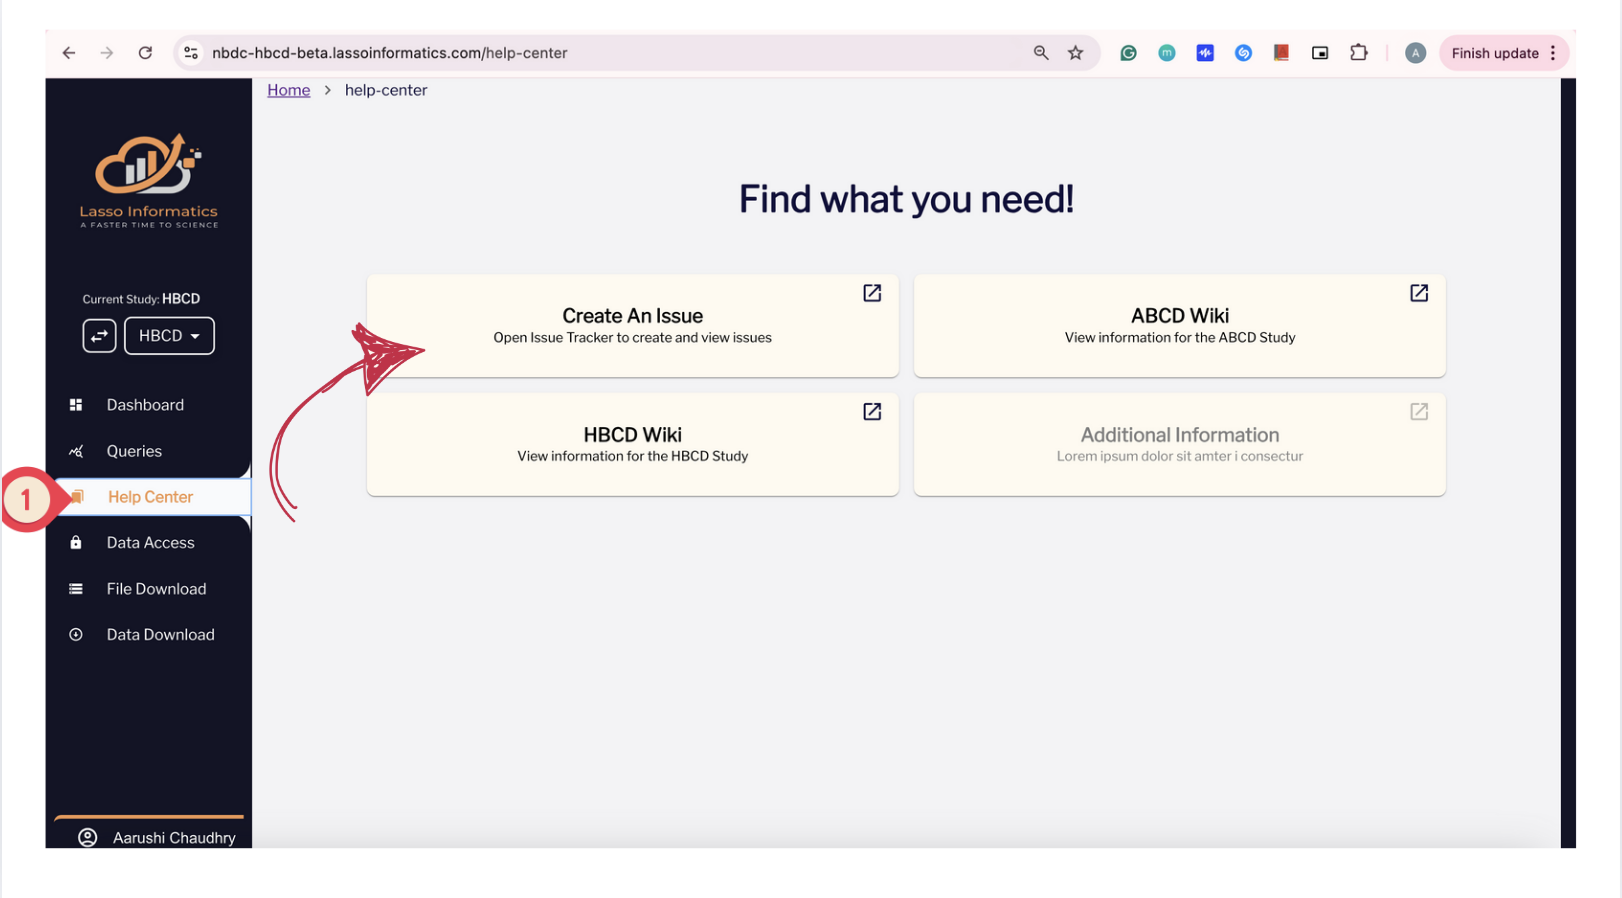 nbdc-hbcd-beta.lassoinformatics.com/help-center
A
Finish update
Home > help-center
Lasso Informatics
A FASTER TIME TO SCIENCE
Find what you need!
Current Study: HBCD
HBCD
Create An Issue
Open Issue Tracker to create and view issues
ABCD Wiki
View information for the ABCD Study
HBCD Wiki
View information for the HBCD Study
Additional Information
Lorem ipsum dolor sit amter i consectur
Dashboard
Queries
1
Help Center
Data Access
File Download
Data Download
Aarushi Chaudhry